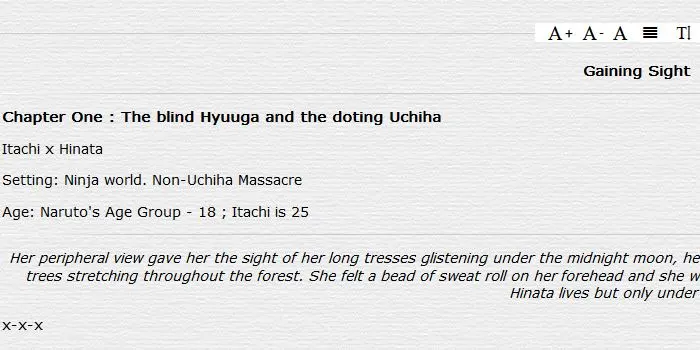 A+ A- A T
Gaining Sight
Chapter One : The blind Hyuuga and the doting Uchiha
Itachi x Hinata
Setting: Ninja world. Non-Uchiha Massacre
Age: Naruto's Age Group - 18 ; Itachi is 25
Her peripheral view gave her the sight of her long tresses glistening under the midnight moon, he
trees stretching throughout the forest. She felt a bead of sweat roll on her forehead and she w
Hinata lives but only under
x-x-x